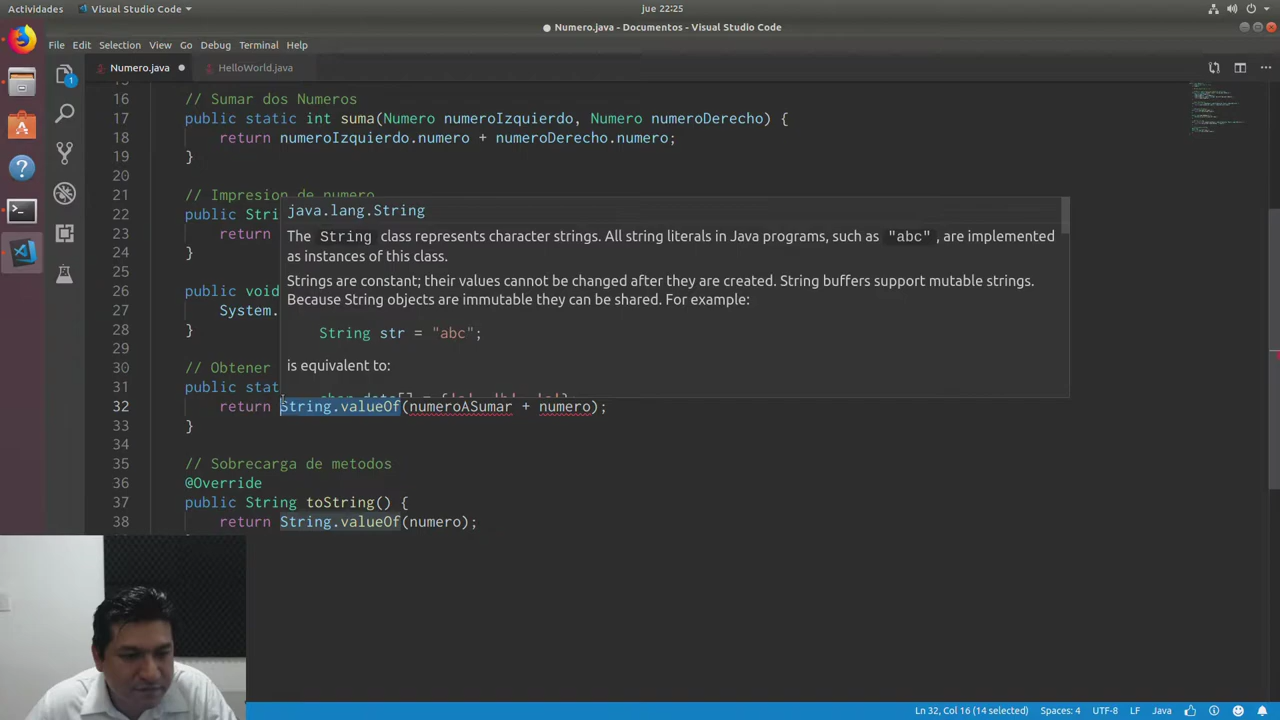 Actividades
Visual Studio Code
jue 22:25
Numero.java - Documentos - Visual Studio Code
File Edit Selection View Go Debug Terminal Help
Numero.java
HelloWorld.java
16 // Sumar dos Numeros
17 public static int suma(Numero numeroIzquierdo, Numero numeroDerecho) {
18 return numeroIzquierdo.numero + numeroDerecho.numero;
19 }
20
21 // Impresion de numero
22 public Stri
23 return
24 }
25
26 public void
27 System.
28 }
29
30 // Obtener
31 public stat
32 return String.valueOf(numeroASumar + numero);
33 }
34
35 // Sobrecarga de metodos
36 @Override
37 public String toString() {
38 return String.valueOf(numero);
java.lang.String
The String class represents character strings. All string literals in Java programs, such as "abc" , are implemented
as instances of this class.
Strings are constant; their values cannot be changed after they are created. String buffers support mutable strings.
Because String objects are immutable they can be shared. For example:
String str = "abc";
is equivalent to:
1
Ln 32, Col 16 (14 selected) Spaces: 4 UTF-8 LF Java